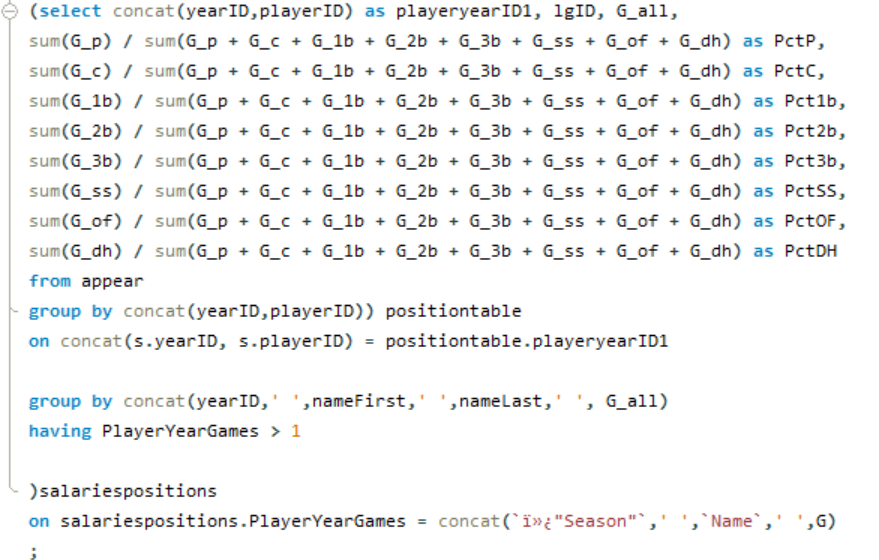 (select concat(yearID,playerID) as playeryearID1, lgID, G_all,
sum(G_p) / sum(G_p + G_c + G_1b + G_2b + G_3b + G_ss + G_of + G_dh) as PctP,
sum(G_c) / sum(G_p + G_c + G_1b + G_2b + G_3b + G_ss + G_of + G_dh) as PctC,
sum(G_1b) / sum(G_p + G_c + G_1b + G_2b + G_3b + G_ss + G_of + G_dh) as Pct1b,
sum(G_2b) / sum(G_p + G_c + G_1b + G_2b + G_3b + G_ss + G_of + G_dh) as Pct2b,
sum(G_3b) / sum(G_p + G_c + G_1b + G_2b + G_3b + G_ss + G_of + G_dh) as Pct3b,
sum(G_ss) / sum(G_p + G_c + G_1b + G_2b + G_3b + G_ss + G_of + G_dh) as PctSS,
sum(G_of) / sum(G_p + G_c + G_1b + G_2b + G_3b + G_ss + G_of + G_dh) as PctOF,
sum(G_dh) / sum(G_p + G_c + G_1b + G_2b + G_3b + G_ss + G_of + G_dh) as PctDH
from appear
group by concat(yearID,playerID)) positiontable
on concat(s.yearID, s.playerID) = positiontable.playeryearID1
group by concat(yearID,' ',nameFirst,' ',nameLast,' ', G_all)
having PlayerYearGames > 1
)salariespositions
on salariespositions.PlayerYearGames = concat(`ï»¿"Season"`,' ',`Name`,' ',G)
;